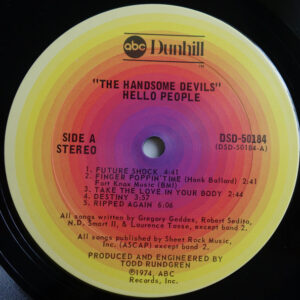 abc Dunhill
TM
"THE HANDSOME DEVILS"
HELLO PEOPLE
SIDE A
STEREO
DSD-50184
(DSD-50184-A)
1 FUTURE SHOCK 4:41
2 FINGER POPPIN' TIME (Hank Ballard) 2:41
Fort Knox Music (BMI)
3 TAKE THE LOVE IN YOUR BODY 2:44
4 DESTINY 3:57
5 RIPPED AGAIN 6:06
All songs written by Gregory Geddes, Robert Sedita,
N.D. Smart II, & Laurence Tasse, except band 2.
All songs published by Sheet Rock Music,
Inc. (ASCAP) except band 2.
PRODUCED AND ENGINEERED BY
TODD RUNDGREN
©1974, ABC
Records, Inc.